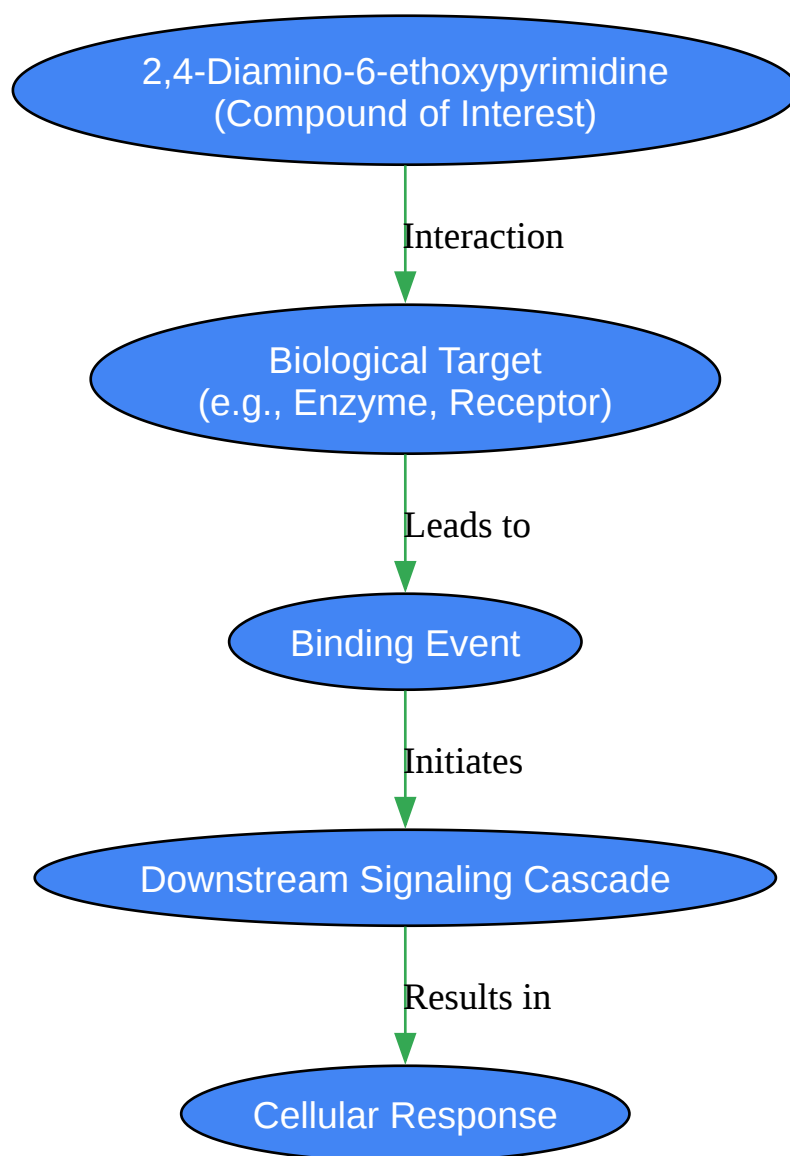 2,4-Diamino-6-ethoxypyrimidine
(Compound of Interest)
Interaction
Biological Target
(e.g., Enzyme, Receptor)
Leads to
Binding Event
Initiates
Downstream Signaling Cascade
Results in
Cellular Response